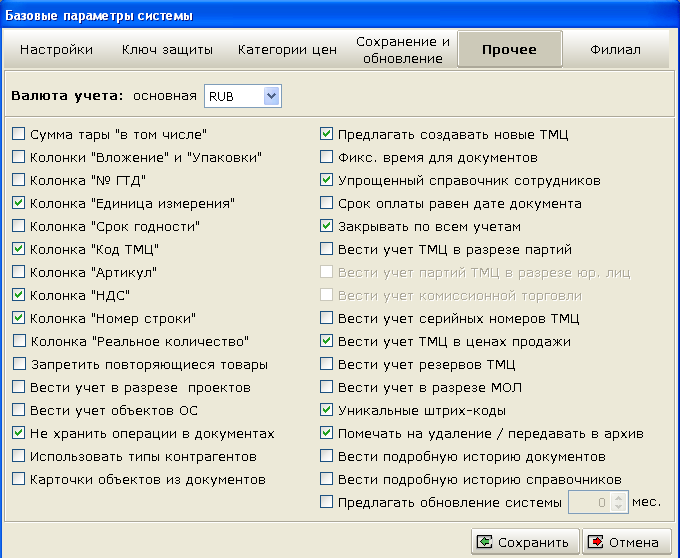 Базовые параметры системы
Настройки
Ключ защиты
Категории цен
Сохранение и
обновление
Прочее
Филиал
Валюта учета: основная RUB
Сумма тары "в том числе"
Колонки "Вложение" и "Упаковки"
Колонка "№ ГТД"
Колонка "Единица измерения"
Колонка "Срок годности"
Колонка "Код ТМЦ"
Колонка "Артикул"
Колонка "НДС"
Колонка "Номер строки"
Колонка "Реальное количество"
Запретить повторяющиеся товары
Вести учет в разрезе проектов
Вести учет объектов ОС
Не хранить операции в документах
Использовать типы контрагентов
Карточки объектов из документов
Предлагать создавать новые ТМЦ
Фикс. время для документов
Упрощенный справочник сотрудников
Срок оплаты равен дате документа
Закрывать по всем учетам
Вести учет ТМЦ в разрезе партий
Вести учет партий ТМЦ в разрезе юр. лиц
Вести учет комиссионной торговли
Вести учет серийных номеров ТМЦ
Вести учет ТМЦ в ценах продажи
Вести учет резервов ТМЦ
Вести учет в разрезе МОЛ
Уникальные штрих-коды
Помечать на удаление / передавать в архив
Вести подробную историю документов
Вести подробную историю справочников
Предлагать обновление системы 0 мес.
Сохранить
Отмена